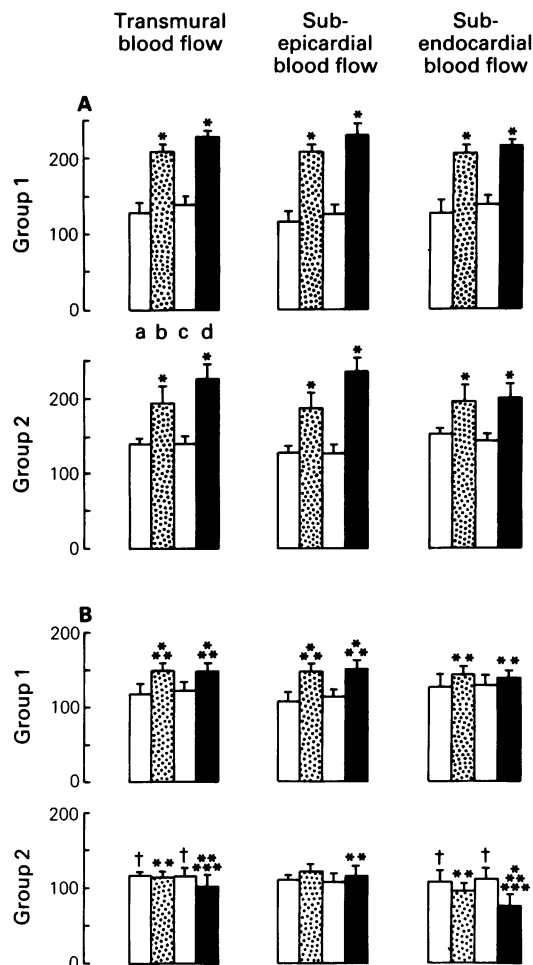 Transmural Sub- Sub-
blood flow epicardial endocardial
blood flow blood flow
A
* * * * * *
200
100
0
Group 1
a b c d
* * * * * *
200
100
0
Group 2
B
200
* * * *
** ** ** ** ** **
100
0
Group 1
200
† ** † ** *** ** † ** † * ** ***
100
0
Group 2